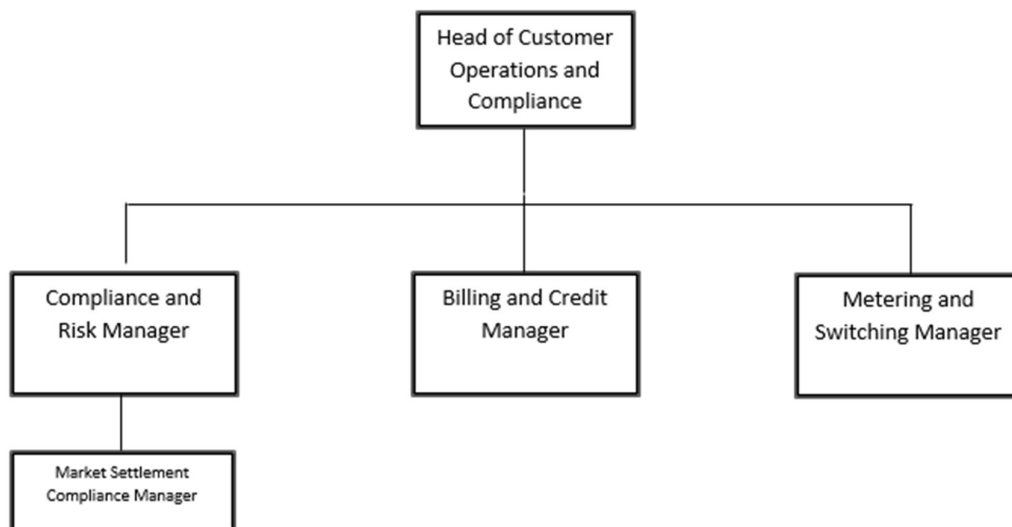 Head of Customer
Operations and
Compliance
Compliance and
Risk Manager
Billing and Credit
Manager
Metering and
Switching Manager
Market Settlement
Compliance Manager